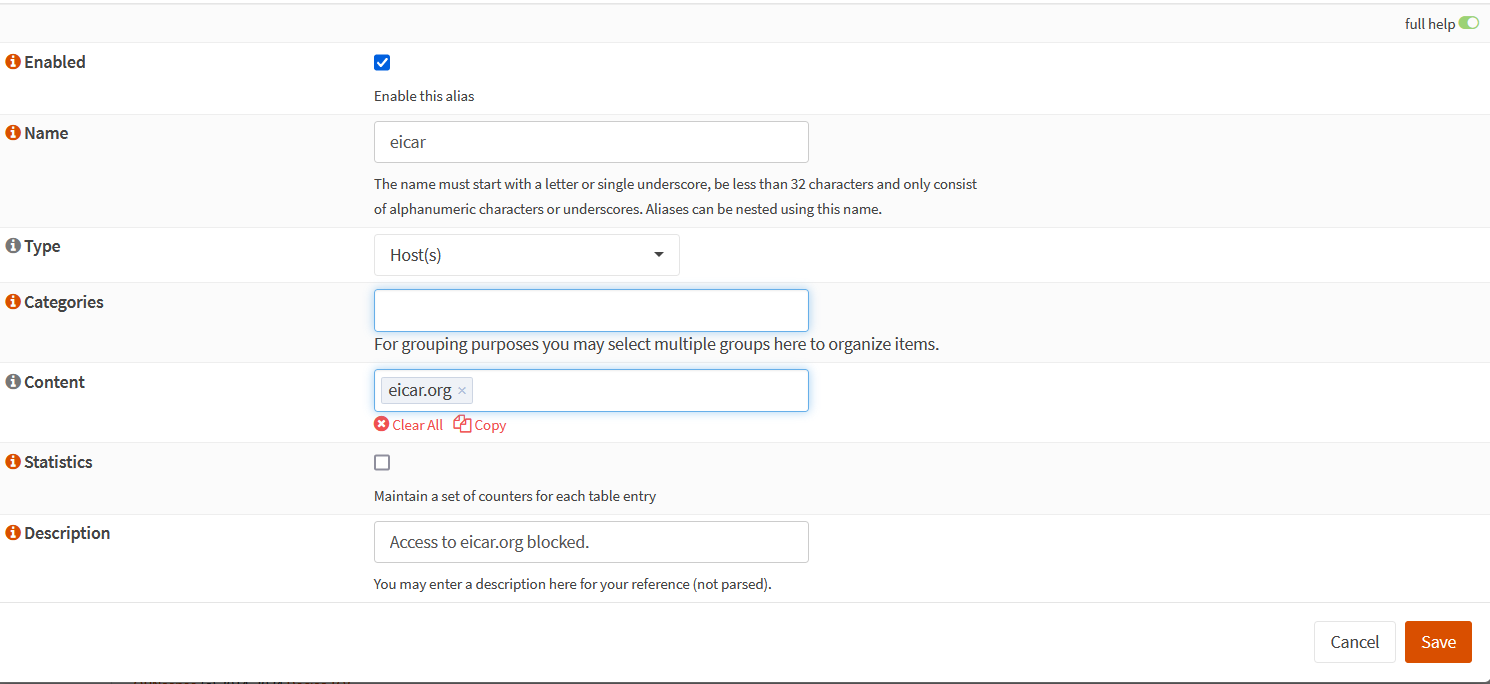 full help
Enabled
Enable this alias
Name
eicar
The name must start with a letter or single underscore, be less than 32 characters and only consist
of alphanumeric characters or underscores. Aliases can be nested using this name.
Type
Host(s)
Categories
For grouping purposes you may select multiple groups here to organize items.
Content
eicar.org ×
Clear All Copy
Statistics
Maintain a set of counters for each table entry
Description
Access to eicar.org blocked.
You may enter a description here for your reference (not parsed).
Cancel Save